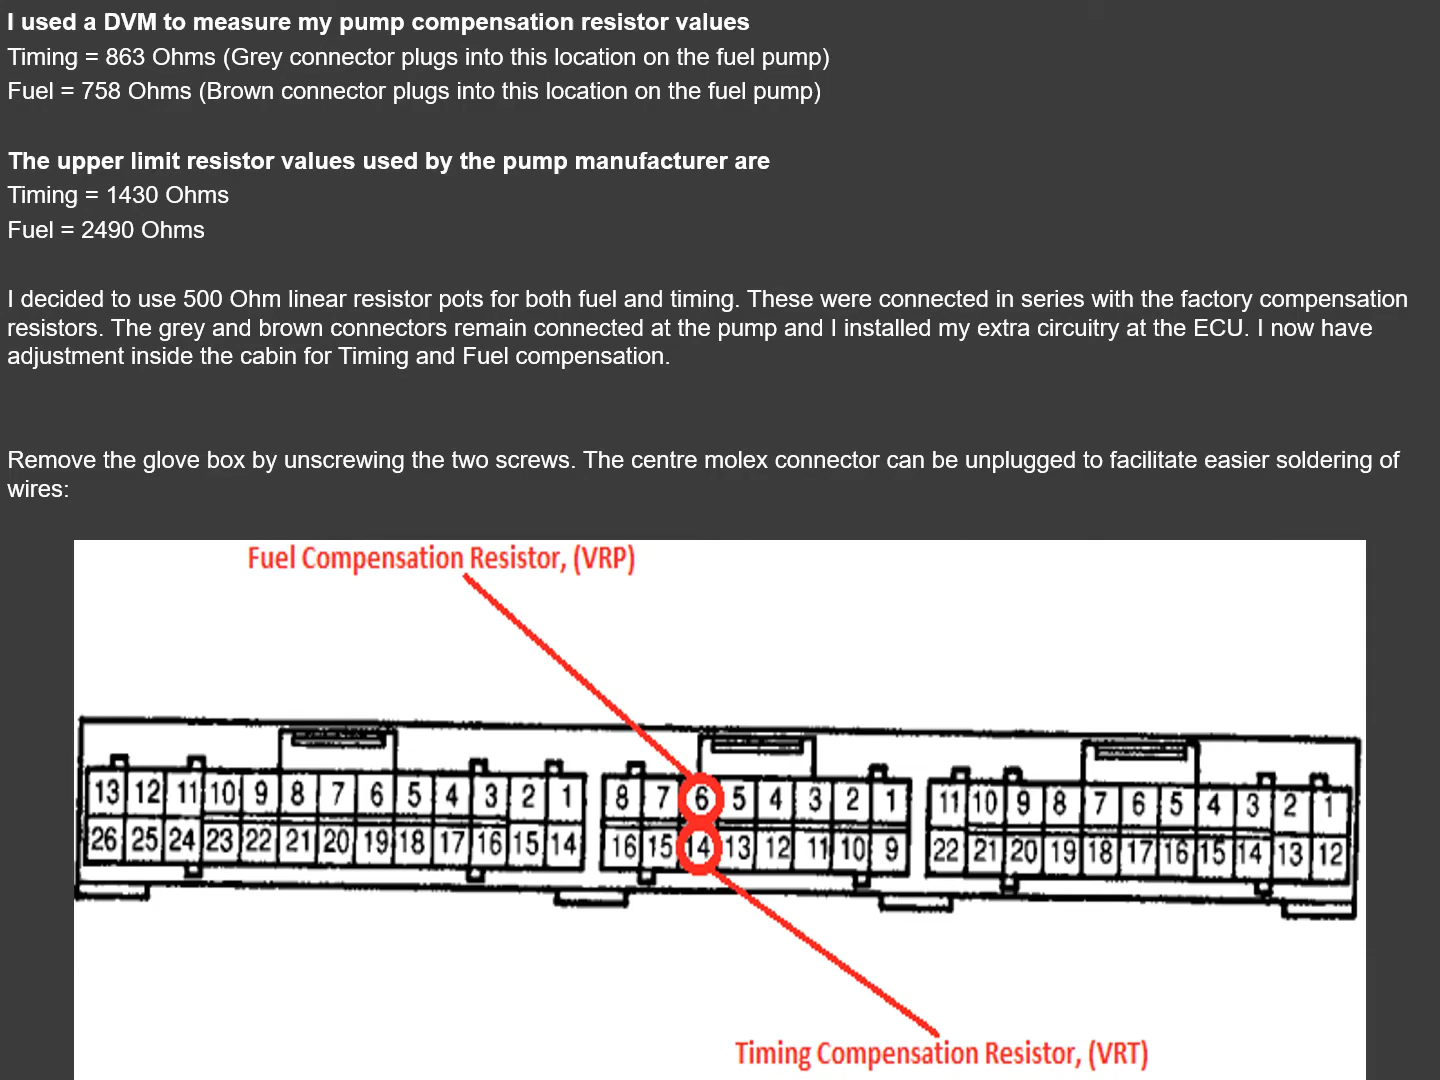 I used a DVM to measure my pump compensation resistor values
Timing = 863 Ohms (Grey connector plugs into this location on the fuel pump)
Fuel = 758 Ohms (Brown connector plugs into this location on the fuel pump)
The upper limit resistor values used by the pump manufacturer are
Timing = 1430 Ohms
Fuel = 2490 Ohms
I decided to use 500 Ohm linear resistor pots for both fuel and timing. These were connected in series with the factory compensation
resistors. The grey and brown connectors remain connected at the pump and I installed my extra circuitry at the ECU. I now have
adjustment inside the cabin for Timing and Fuel compensation.
Remove the glove box by unscrewing the two screws. The centre molex connector can be unplugged to facilitate easier soldering of
wires:
Fuel Compensation Resistor, (VRP)
13 12 11 10 9 8 7 6 5 4 3 2 1 8 7 6 5 4 3 2 1 11 10 9 8 7 6 5 4 3 2 1
26 25 24 23 22 21 20 19 18 17 16 15 14 16 15 14 13 12 11 10 9 22 21 20 19 18 17 16 15 14 13 12
Timing Compensation Resistor, (VRT)